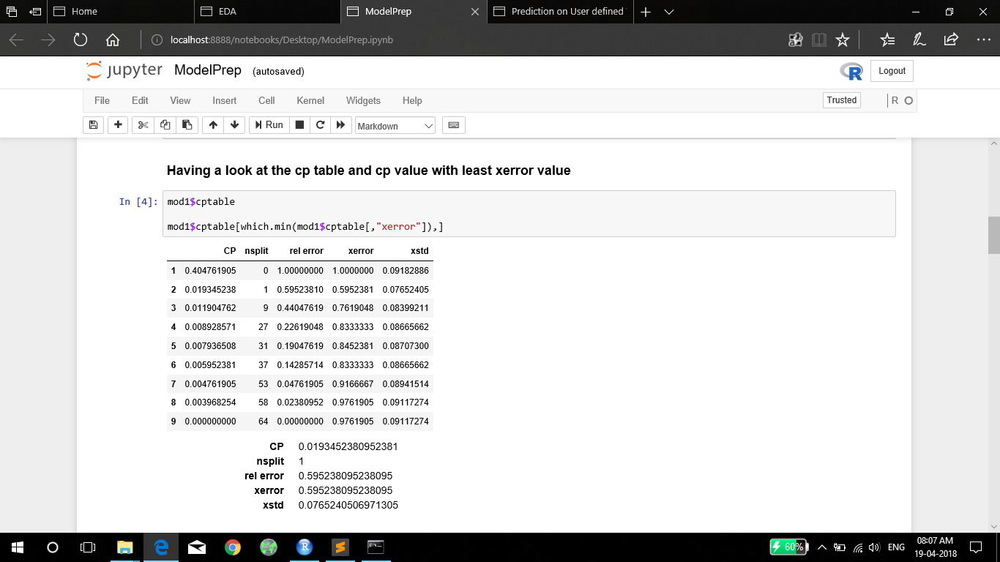 Home EDA ModelPrep Prediction on User defined
localhost:8888/notebooks/Desktop/ModelPrep.ipynb
jupyter ModelPrep (autosaved) R Logout
File Edit View Insert Cell Kernel Widgets Help Trusted R
Run Markdown
Having a look at the cp table and cp value with least xerror value
In [4]: mod1$cptable
mod1$cptable[which.min(mod1$cptable[,"xerror"]),]
CP nsplit rel error xerror xstd
1 0.404761905 0 1.00000000 1.0000000 0.09182886
2 0.019345238 1 0.59523810 0.5952381 0.07652405
3 0.011904762 9 0.44047619 0.7619048 0.08399211
4 0.008928571 27 0.22619048 0.8333333 0.08665662
5 0.007936508 31 0.19047619 0.8452381 0.08707300
6 0.005952381 37 0.14285714 0.8333333 0.08665662
7 0.004761905 53 0.04761905 0.9166667 0.08941514
8 0.003968254 58 0.02380952 0.9761905 0.09117274
9 0.000000000 64 0.00000000 0.9761905 0.09117274
CP 0.0193452380952381
nsplit 1
rel error 0.595238095238095
xerror 0.595238095238095
xstd 0.0765240506971305
60% ENG 08:07 AM
19-04-2018